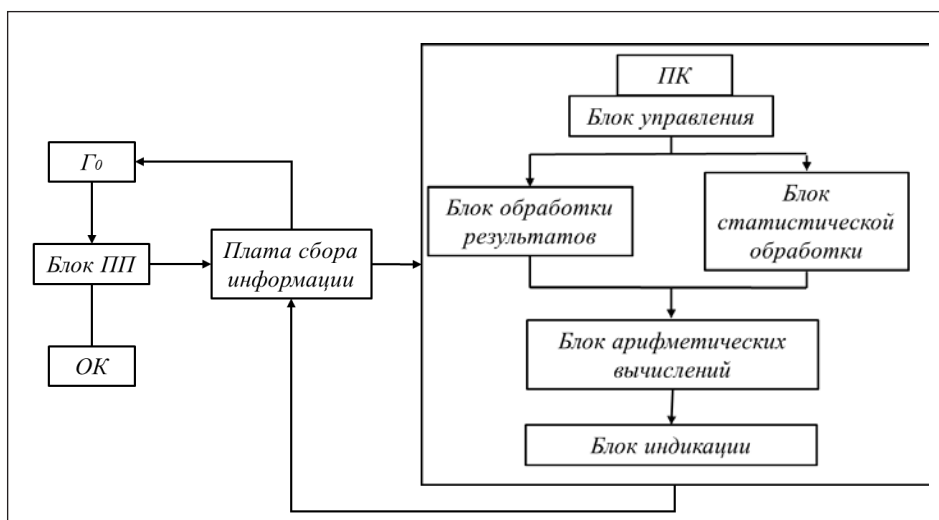 ПК
Блок управления
Г₀
Блок обработки
результатов
Блок
статистической
обработки
Плата сбора
информации
Блок ПП
ОК
Блок арифметических
вычислений
Блок индикации